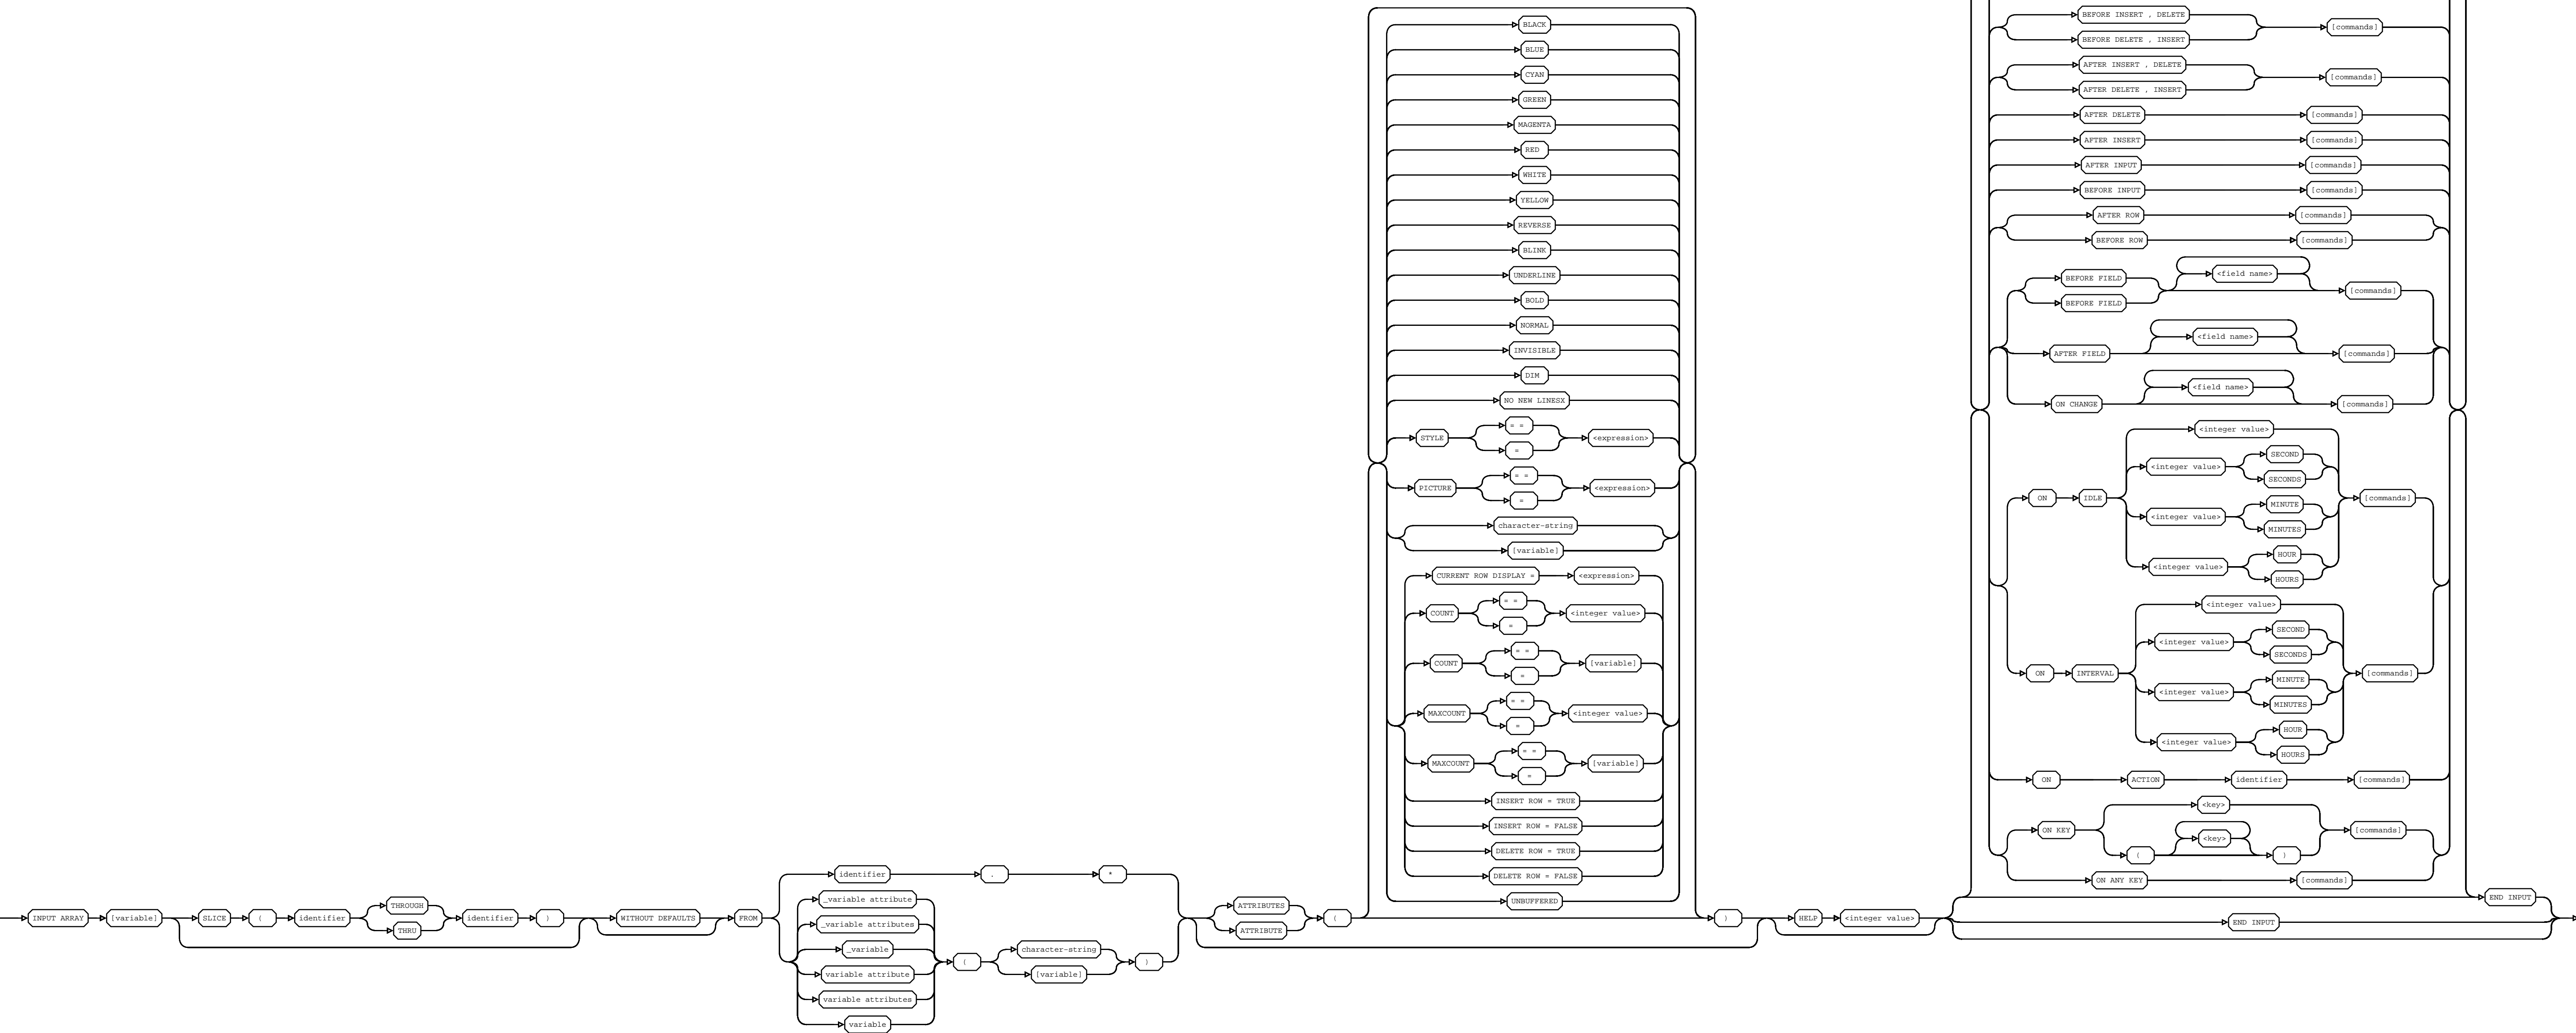 INPUT ARRAY [variable] SLICE ( identifier THROUGH identifier )
THRU
WITHOUT DEFAULTS FROM
identifier . *
_variable attribute
_variable attributes
_variable
variable attribute
variable attributes
variable
( character-string )
[variable]
ATTRIBUTES
ATTRIBUTE
(
BLACK
BLUE
CYAN
GREEN
MAGENTA
RED
WHITE
YELLOW
REVERSE
BLINK
UNDERLINE
BOLD
NORMAL
INVISIBLE
DIM
NO NEW LINESX
STYLE = = <expression>
=
PICTURE = = <expression>
=
character-string
[variable]
CURRENT ROW DISPLAY = <expression>
COUNT = = <integer value>
=
COUNT = = [variable]
=
MAXCOUNT = = <integer value>
=
MAXCOUNT = = [variable]
=
INSERT ROW = TRUE
INSERT ROW = FALSE
DELETE ROW = TRUE
DELETE ROW = FALSE
UNBUFFERED
)
HELP <integer value>
BEFORE INSERT , DELETE [commands]
BEFORE DELETE , INSERT
AFTER INSERT , DELETE [commands]
AFTER DELETE , INSERT
AFTER DELETE [commands]
AFTER INSERT [commands]
AFTER INPUT [commands]
BEFORE INPUT [commands]
AFTER ROW [commands]
BEFORE ROW [commands]
BEFORE FIELD <field name> [commands]
BEFORE FIELD
AFTER FIELD <field name> [commands]
ON CHANGE <field name> [commands]
ON IDLE <integer value> [commands]
<integer value> SECOND
SECONDS
<integer value> MINUTE
MINUTES
<integer value> HOUR
HOURS
ON INTERVAL <integer value> [commands]
<integer value> SECOND
SECONDS
<integer value> MINUTE
MINUTES
<integer value> HOUR
HOURS
ON ACTION identifier [commands]
ON KEY <key> [commands]
( <key> )
ON ANY KEY [commands]
END INPUT
END INPUT